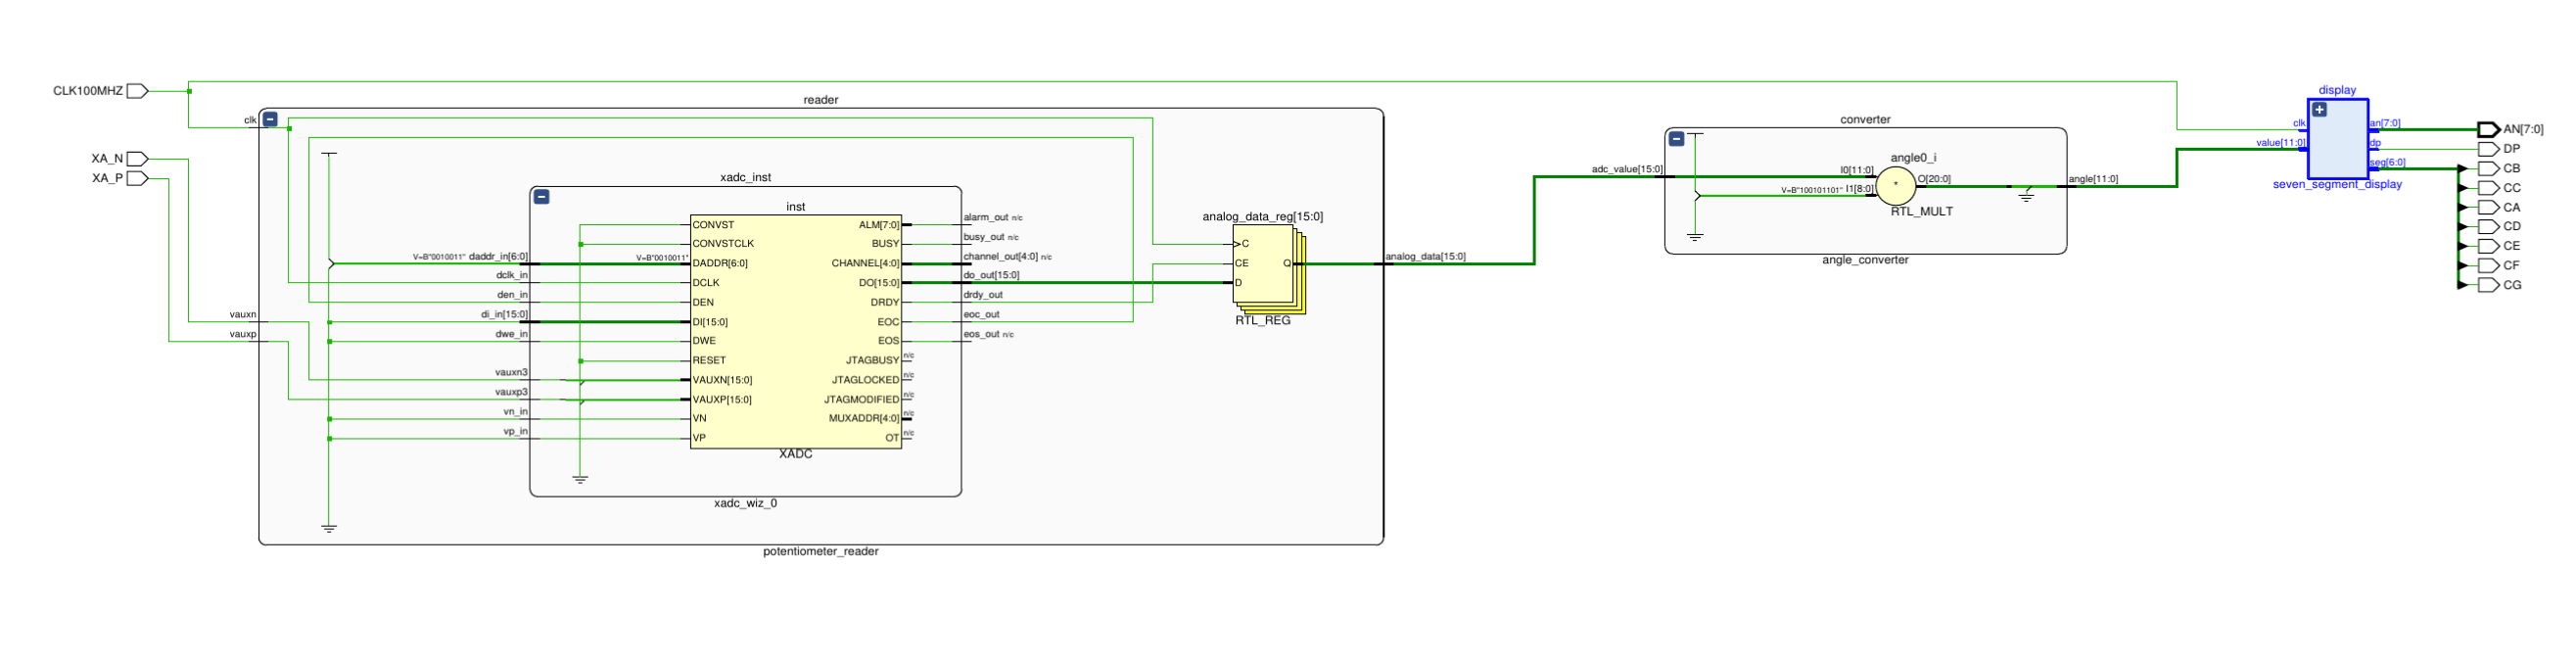 CLK100MHZ
XA_N
XA_P
reader
clk
vauxn
vauxp
xadc_inst
inst
V=B"0010011" daddr_in[6:0]
dclk_in
den_in
di_in[15:0]
dwe_in
vauxn3
vauxp3
vn_in
vp_in
V=B"0010011"
CONVST
CONVSTCLK
DADDR[6:0]
DCLK
DEN
DI[15:0]
DWE
RESET
VAUXN[15:0]
VAUXP[15:0]
VN
VP
ALM[7:0]
BUSY
CHANNEL[4:0]
DO[15:0]
DRDY
EOC
EOS
JTAGBUSY n/c
JTAGLOCKED n/c
JTAGMODIFIED n/c
MUXADDR[4:0] n/c
OT n/c
XADC
xadc_wiz_0
alarm_out n/c
busy_out n/c
channel_out[4:0] n/c
do_out[15:0]
drdy_out
eoc_out
eos_out n/c
analog_data_reg[15:0]
C
CE
D
Q
RTL_REG
analog_data[15:0]
potentiometer_reader
converter
adc_value[15:0]
angle0_i
I0[11:0]
V=B"100101101" I1[8:0]
*
O[20:0]
RTL_MULT
angle[11:0]
angle_converter
display
clk
value[11:0]
an[7:0]
dp
seg[6:0]
seven_segment_display
AN[7:0]
DP
CB
CC
CA
CD
CE
CF
CG